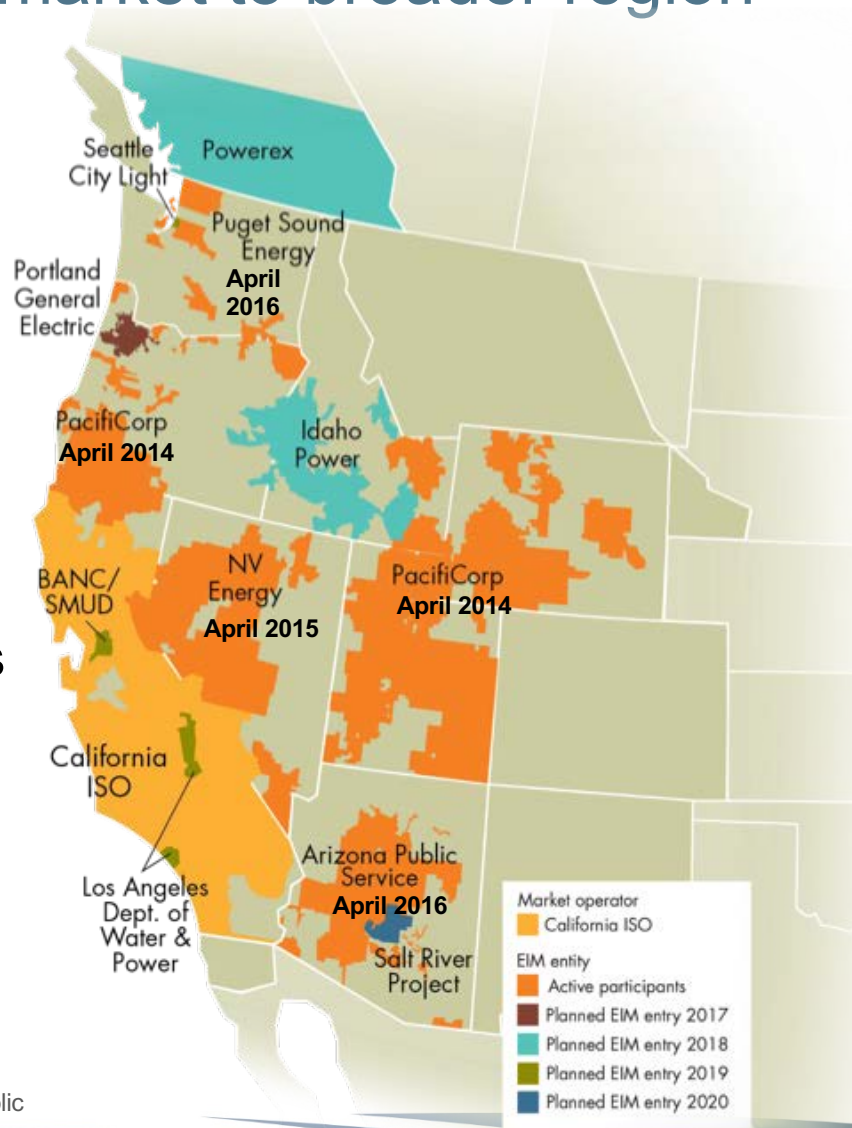 market to broader region
Seattle
City Light
Powerex
Puget Sound
Energy
April
2016
Portland
General
Electric
PacifiCorp
April 2014
Idaho
Power
BANC/
SMUD
NV
Energy
April 2015
PacifiCorp
April 2014
s
California
ISO
Los Angeles
Dept. of
Water &
Power
Arizona Public
Service
April 2016
Salt River
Project
Market operator
California ISO
EIM entity
Active participants
Planned EIM entry 2017
Planned EIM entry 2018
Planned EIM entry 2019
Planned EIM entry 2020
lic